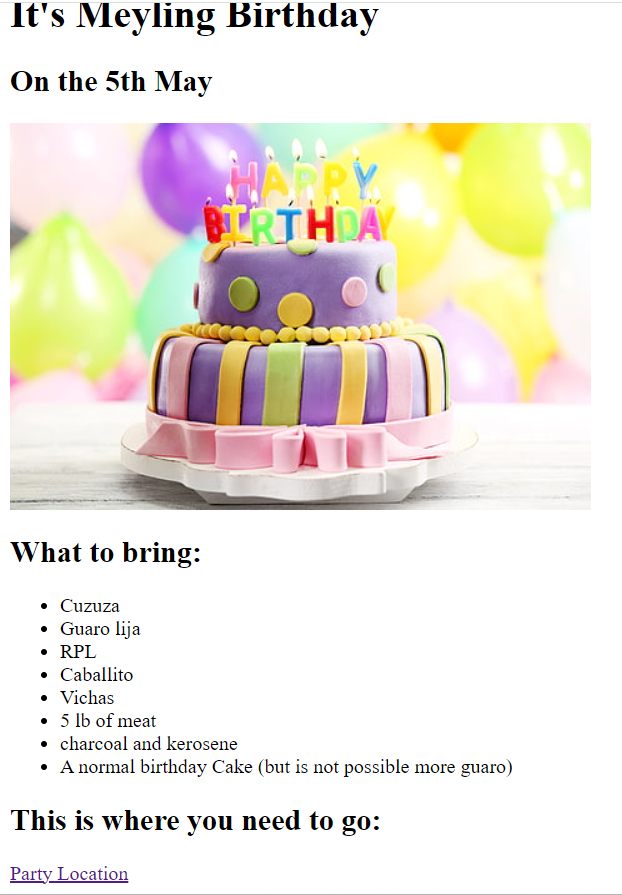 It's Meyling Birthday
On the 5th May
HAPPY
BIRTHDAY
What to bring:
Cuzuza
Guaro lija
RPL
Caballito
Vichas
5 lb of meat
charcoal and kerosene
A normal birthday Cake (but is not possible more guaro)
This is where you need to go:
Party Location